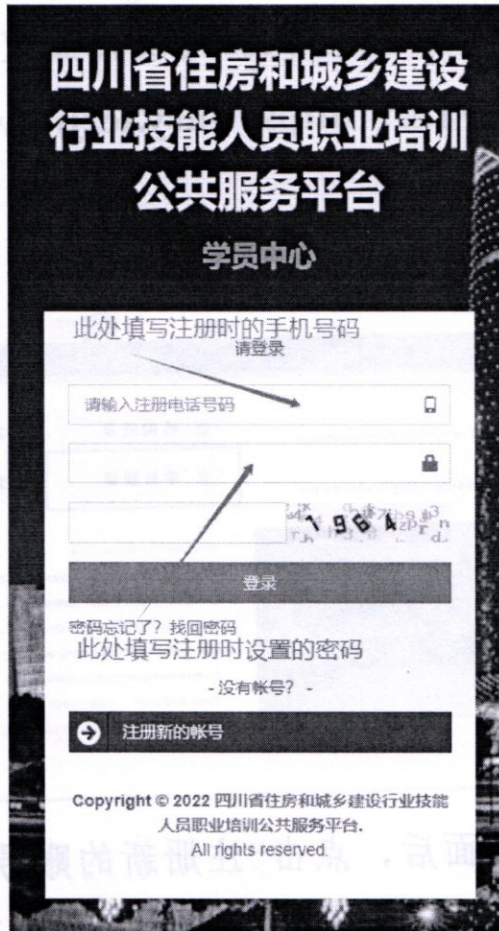 四川省住房和城乡建设
行业技能人员职业培训
公共服务平台
学员中心
此处填写注册时的手机号码
请登录
请输入注册电话号码
1964
登录
密码忘记了？找回密码
此处填写注册时设置的密码
- 没有帐号？ -
注册新的帐号
Copyright © 2022 四川省住房和城乡建设行业技能
人员职业培训公共服务平台.
All rights reserved.